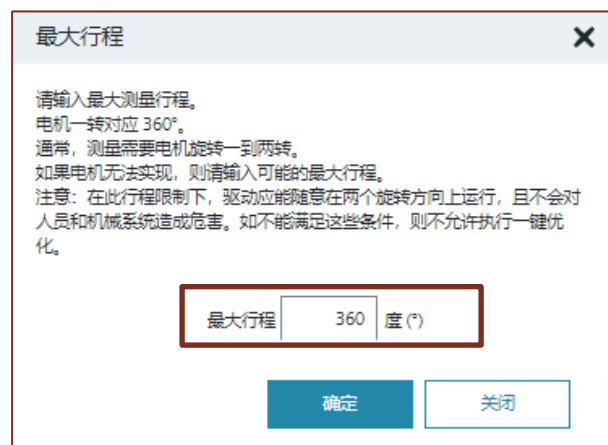 最大行程
请输入最大测量行程。
电机一转对应 360°。
通常，测量需要电机旋转一到两转。
如果电机无法实现，则请输入可能的最大行程。
注意：在此行程限制下，驱动应能随意在两个旋转方向上运行，且不会对
人员和机械系统造成危害。如不能满足这些条件，则不允许执行一键优
化。
最大行程 360 度 (°)
确定 关闭